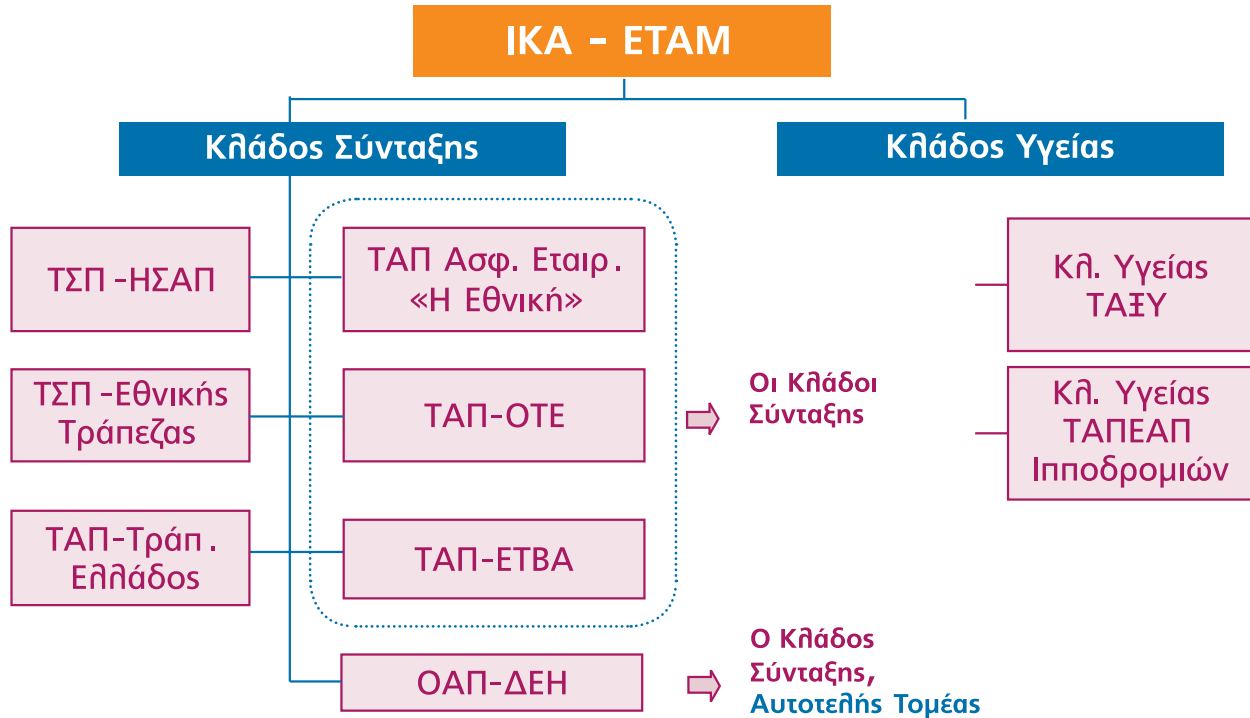 ΙΚΑ - ΕΤΑΜ
Κλάδος Σύνταξης
Κλάδος Υγείας
ΤΣΠ -ΗΣΑΠ
ΤΑΠ Ασφ. Εταιρ.
«Η Εθνική»
Κλ. Υγείας
ΤΑΞΥ
ΤΣΠ -Εθνικής
Τράπεζας
ΤΑΠ-ΟΤΕ
Οι Κλάδοι
Σύνταξης
Κλ. Υγείας
ΤΑΠΕΑΠ
Ιπποδρομιών
ΤΑΠ-Τράπ.
Ελλάδος
ΤΑΠ-ΕΤΒΑ
ΟΑΠ-ΔΕΗ
Ο Κλάδος
Σύνταξης,
Αυτοτελής Τομέας